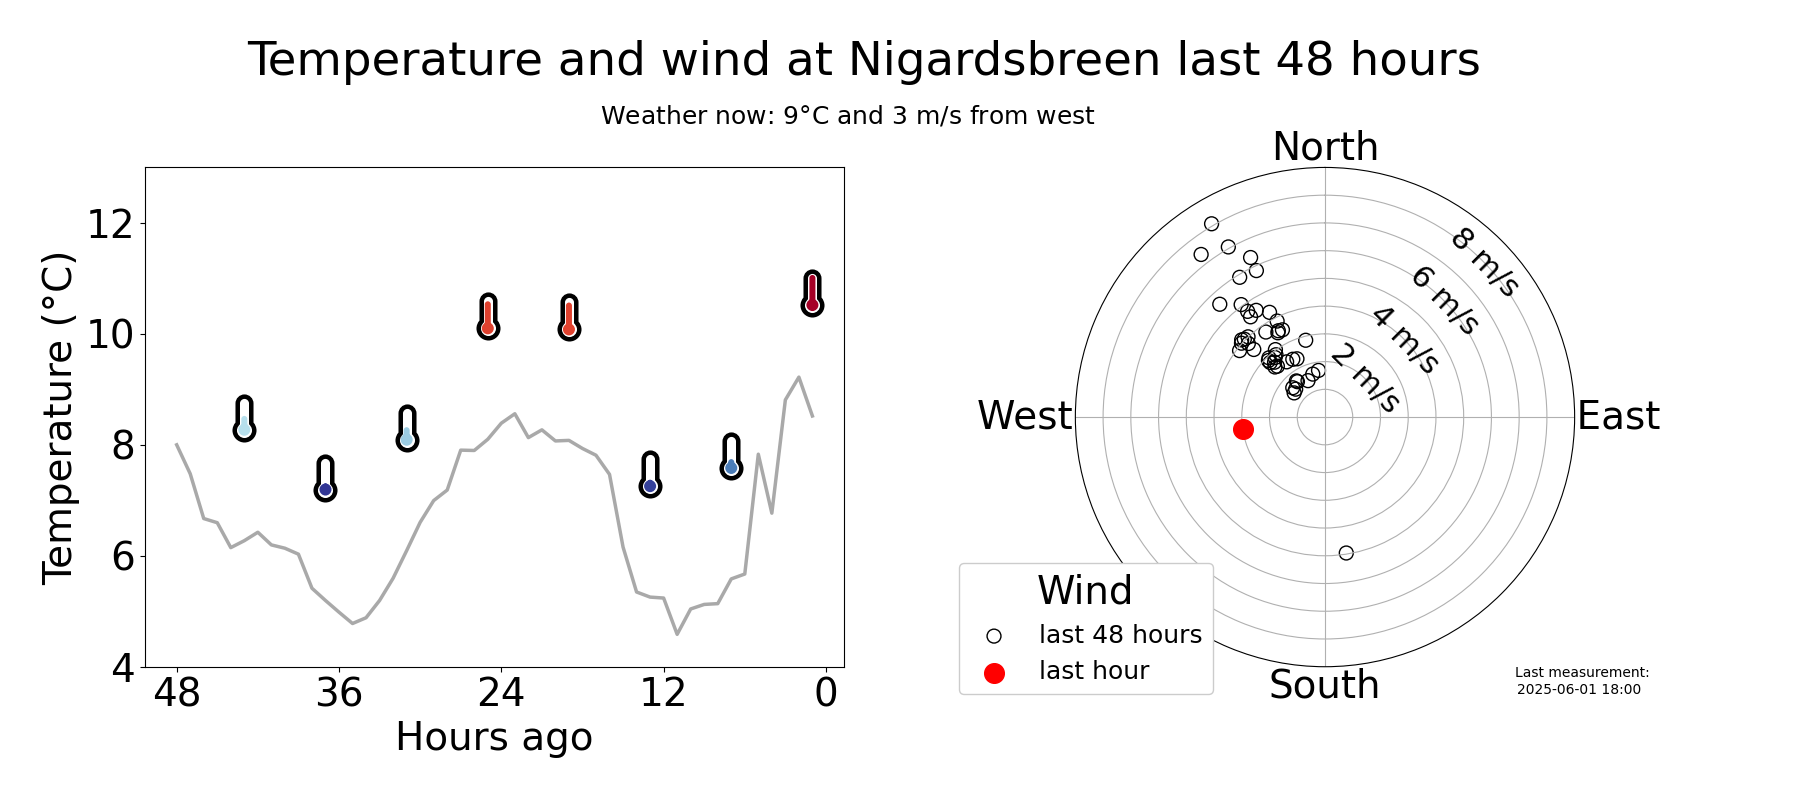 Temperature and wind at Nigardsbreen last 48 hours
Weather now: 9°C and 3 m/s from west
Temperature (°C)
12
10
8
6
4
48 36 24 12 0
Hours ago
North
West
East
South
8 m/s
6 m/s
4 m/s
2 m/s
Wind
last 48 hours
last hour
Last measurement:
2025-06-01 18:00